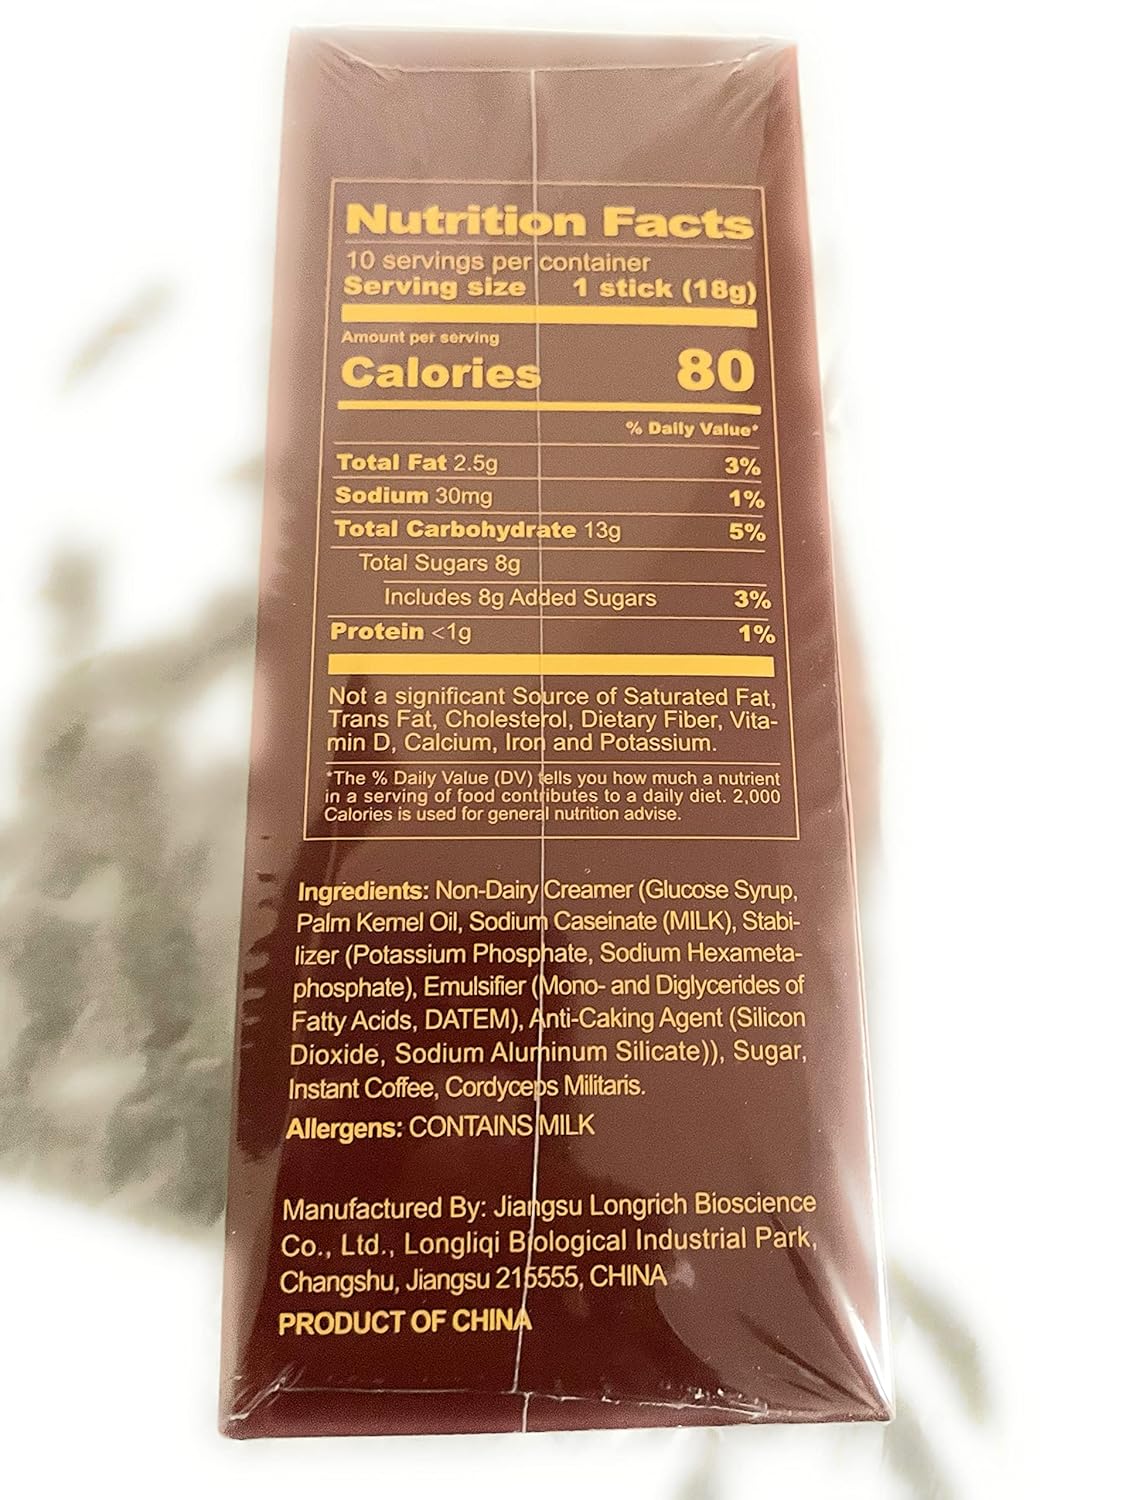 Nutrition Facts
10 servings per container
Serving size 1 stick (18g)
Amount per serving
Calories 80
% Daily Value*
Total Fat 2.5g 3%
Sodium 30mg 1%
Total Carbohydrate 13g 5%
Total Sugars 8g
Includes 8g Added Sugars 3%
Protein <1g 1%
Not a significant Source of Saturated Fat,
Trans Fat, Cholesterol, Dietary Fiber, Vita-
min D, Calcium, Iron and Potassium.
*The % Daily Value (DV) tells you how much a nutrient
in a serving of food contributes to a daily diet. 2,000
Calories is used for general nutrition advise.
Ingredients: Non-Dairy Creamer (Glucose Syrup,
Palm Kernel Oil, Sodium Caseinate (MILK), Stabi-
lizer (Potassium Phosphate, Sodium Hexameta-
phosphate), Emulsifier (Mono- and Diglycerides of
Fatty Acids, DATEM), Anti-Caking Agent (Silicon
Dioxide, Sodium Aluminum Silicate)), Sugar,
Instant Coffee, Cordyceps Militaris.
Allergens: CONTAINS MILK
Manufactured By: Jiangsu Longrich Bioscience
Co., Ltd., Longliqi Biological Industrial Park,
Changshu, Jiangsu 215555, CHINA
PRODUCT OF CHINA